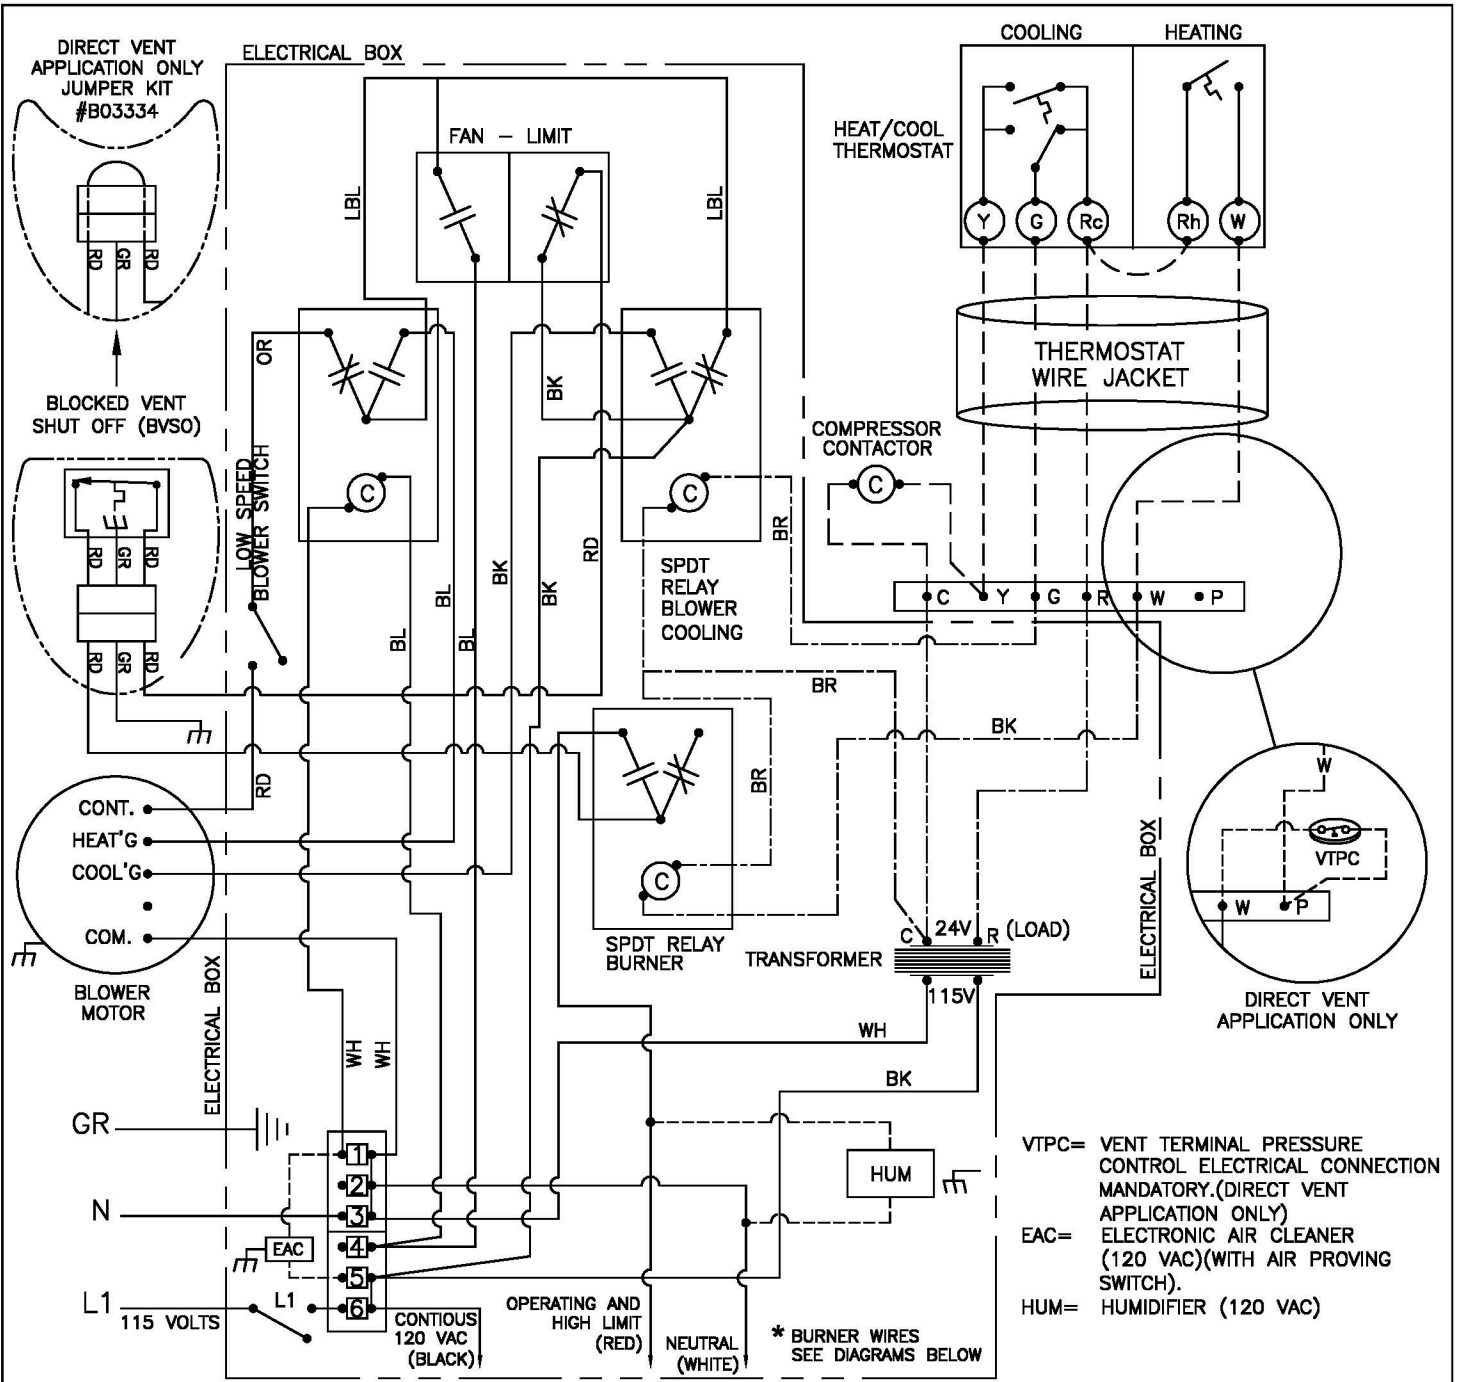 DIRECT VENT
APPLICATION ONLY
JUMPER KIT
#B03334
RD
GR
RD
BLOCKED VENT
SHUT OFF (BVSO)
RD
GR
RD
RD
GR
RD
ELECTRICAL BOX
FAN – LIMIT
LBL
LBL
OR
LOW SPEED
BLOWER SWITCH
C
BL
BL
BL
BK
BK
BK
RD
C
BR
SPDT
RELAY
BLOWER
COOLING
COOLING
HEATING
HEAT/COOL
THERMOSTAT
Y
G
Rc
Rh
W
THERMOSTAT
WIRE JACKET
COMPRESSOR
CONTACTOR
C
C
Y
G
R
W
P
BR
BK
BR
C
SPDT RELAY
BURNER
RD
CONT.
HEAT'G
COOL'G
COM.
BLOWER
MOTOR
ELECTRICAL BOX
WH
WH
C
24V
R
(LOAD)
TRANSFORMER
115V
WH
BK
ELECTRICAL BOX
W
VTPC
W
P
DIRECT VENT
APPLICATION ONLY
GR
N
L1
115 VOLTS
L1
EAC
1
2
3
4
5
6
CONTIOUS
120 VAC
(BLACK)
OPERATING AND
HIGH LIMIT
(RED)
NEUTRAL
(WHITE)
HUM
* BURNER WIRES
SEE DIAGRAMS BELOW
VTPC= VENT TERMINAL PRESSURE
CONTROL ELECTRICAL CONNECTION
MANDATORY.(DIRECT VENT
APPLICATION ONLY)
EAC= ELECTRONIC AIR CLEANER
(120 VAC)(WITH AIR PROVING
SWITCH).
HUM= HUMIDIFIER (120 VAC)